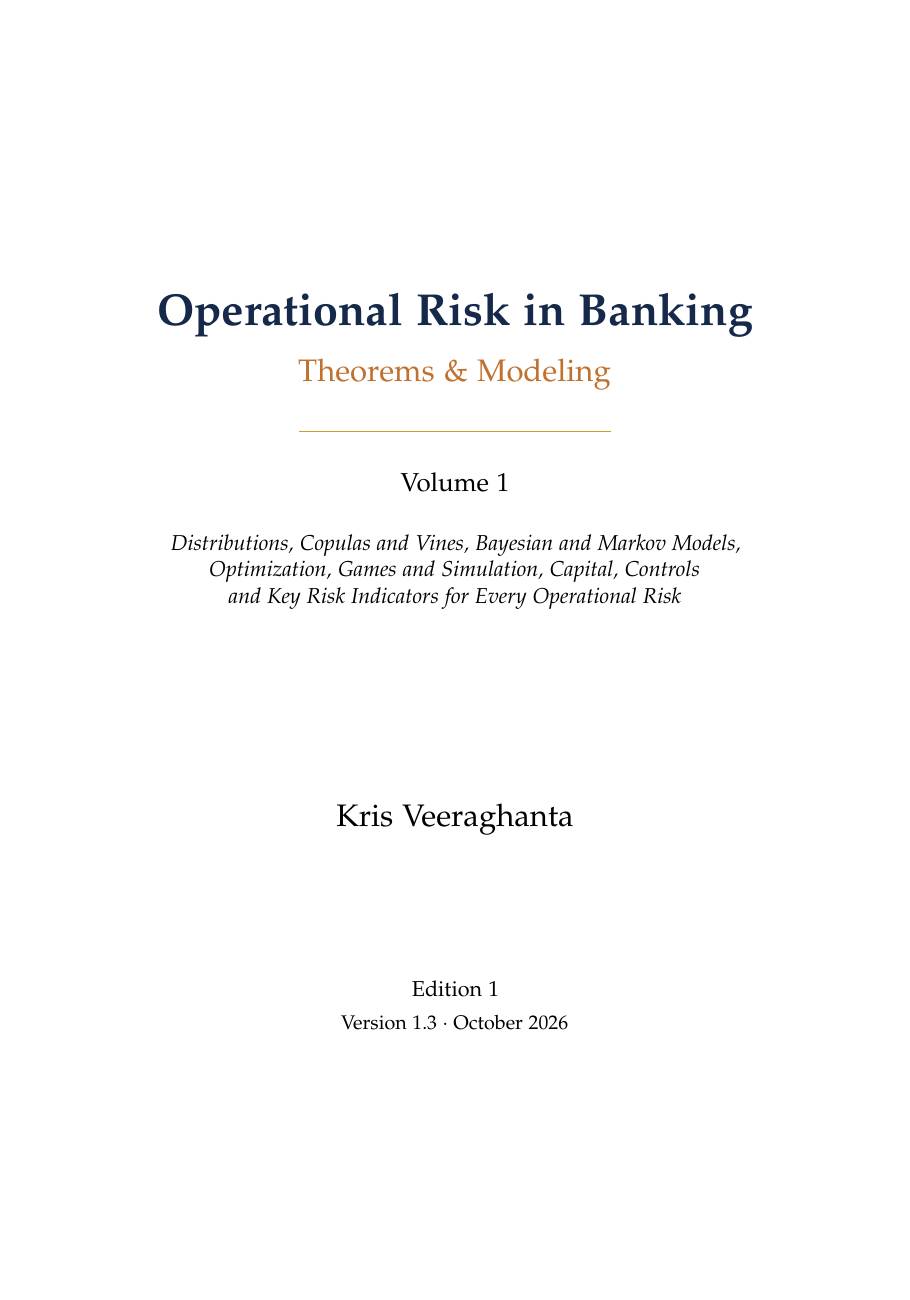 Operational Risk in Banking
Theorems & Modeling
Volume 1
Distributions, Copulas and Vines, Bayesian and Markov Models,
Optimization, Games and Simulation, Capital, Controls
and Key Risk Indicators for Every Operational Risk
Kris Veeraghanta
Edition 1
Version 1.3 · October 2026